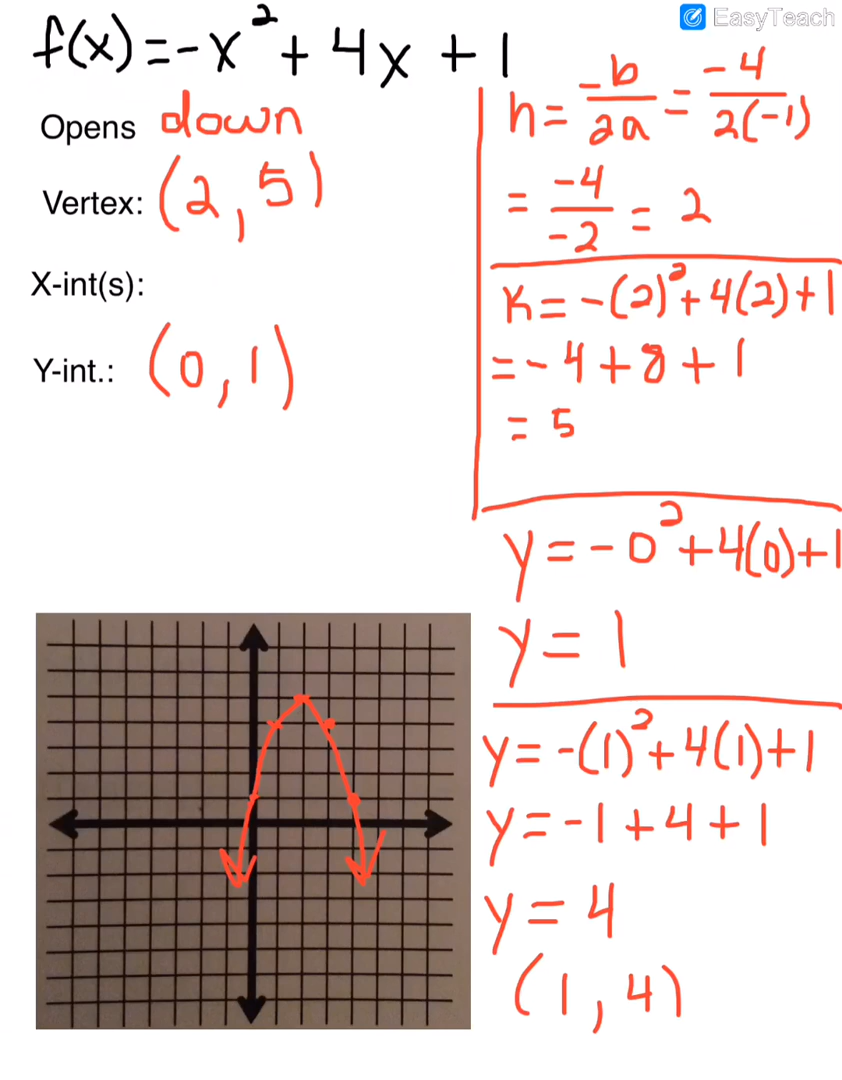 EasyTeach
f(x)=-x²+4x+1
Opens down
Vertex: (2,5)
X-int(s):
Y-int.: (0,1)
h=-b/2a=-4/2(-1)
=-4/-2=2
K=-(2)²+4(2)+1
=-4+8+1
=5
y=-0²+4(0)+1
y=1
y=-(1)²+4(1)+1
y=-1+4+1
y=4
(1,4)